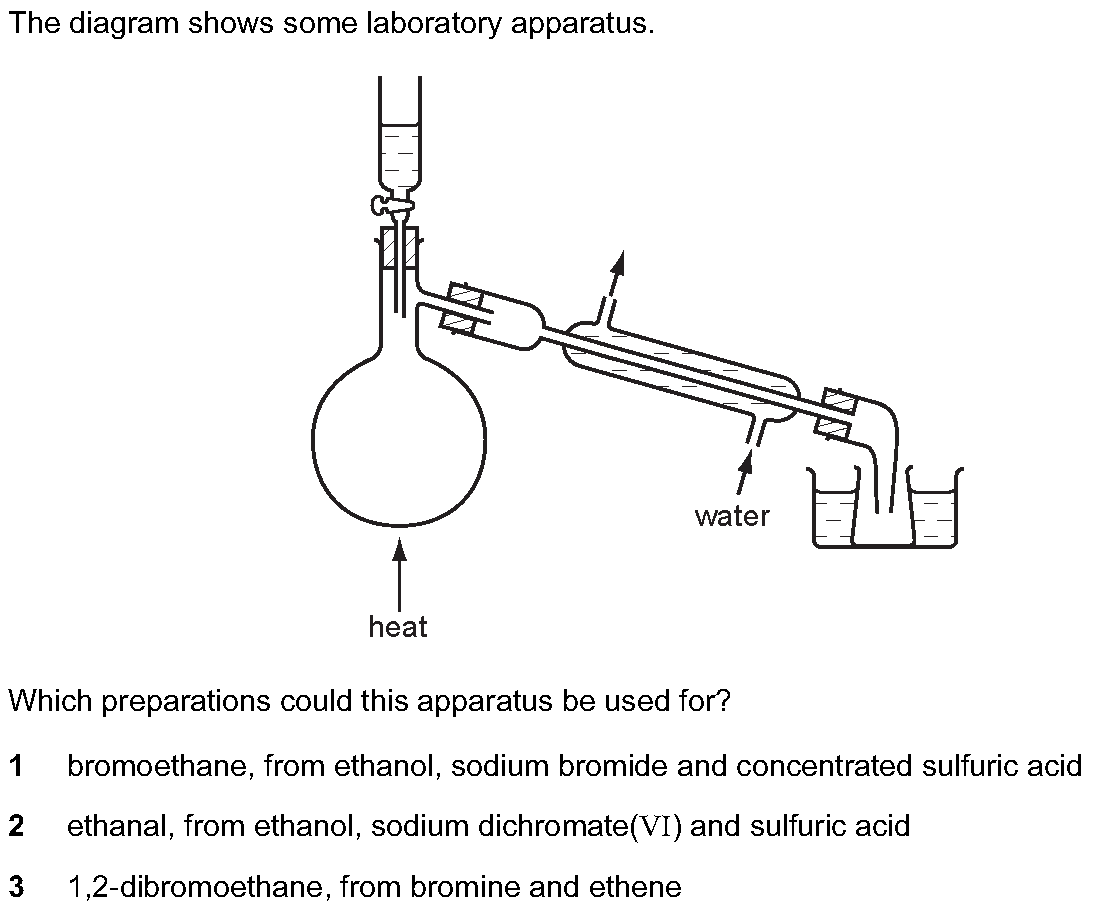 The diagram shows some laboratory apparatus.
water
heat
Which preparations could this apparatus be used for?
1 bromoethane, from ethanol, sodium bromide and concentrated sulfuric acid
2 ethanal, from ethanol, sodium dichromate(VI) and sulfuric acid
3 1,2-dibromoethane, from bromine and ethene